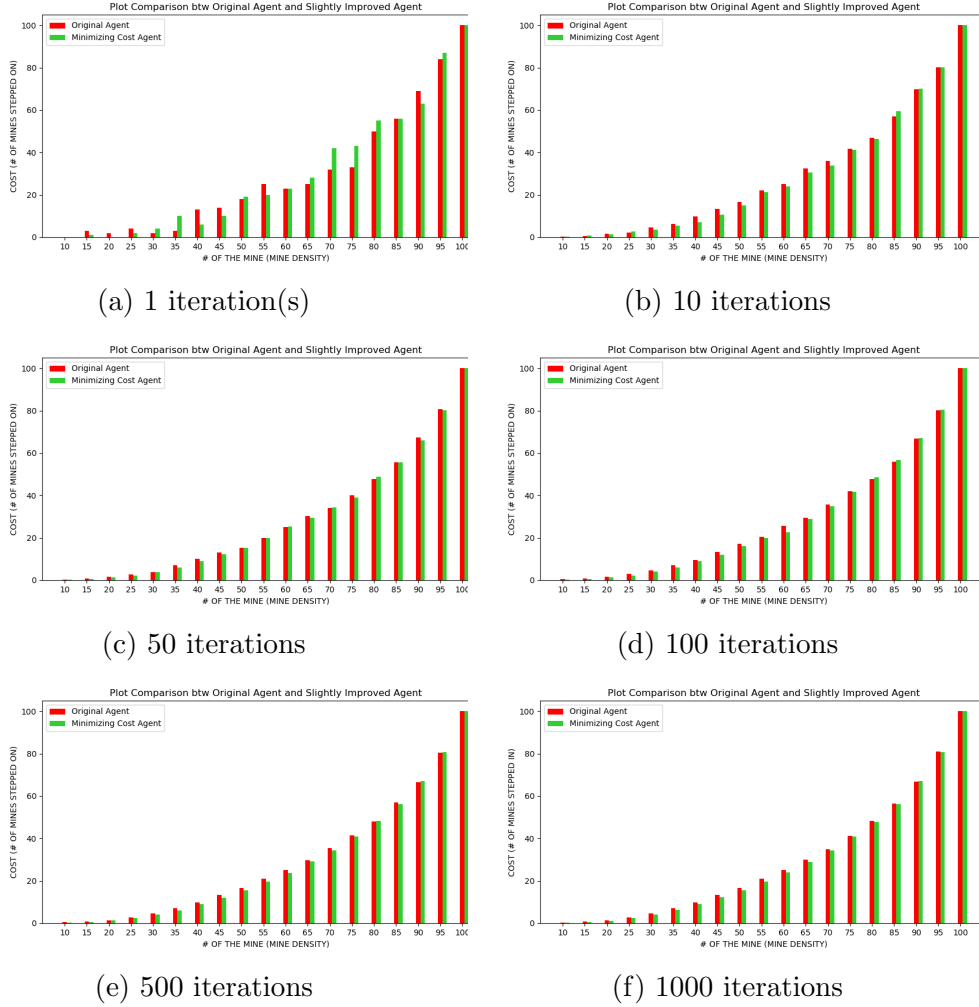 Plot Comparison btw Original Agent and Slightly Improved Agent
Original Agent
Minimizing Cost Agent
COST (# OF MINES STEPPED ON)
100
80
60
40
20
0
10 15 20 25 30 35 40 45 50 55 60 65 70 75 80 85 90 95 100
# OF THE MINE (MINE DENSITY)
(a) 1 iteration(s)
Plot Comparison btw Original Agent and Slightly Improved Agent
Original Agent
Minimizing Cost Agent
COST (# OF MINES STEPPED ON)
100
80
60
40
20
0
10 15 20 25 30 35 40 45 50 55 60 65 70 75 80 85 90 95 100
# OF THE MINE (MINE DENSITY)
(b) 10 iterations
Plot Comparison btw Original Agent and Slightly Improved Agent
Original Agent
Minimizing Cost Agent
COST (# OF MINES STEPPED ON)
100
80
60
40
20
0
10 15 20 25 30 35 40 45 50 55 60 65 70 75 80 85 90 95 100
# OF THE MINE (MINE DENSITY)
(c) 50 iterations
Plot Comparison btw Original Agent and Slightly Improved Agent
Original Agent
Minimizing Cost Agent
COST (# OF MINES STEPPED ON)
100
80
60
40
20
0
10 15 20 25 30 35 40 45 50 55 60 65 70 75 80 85 90 95 100
# OF THE MINE (MINE DENSITY)
(d) 100 iterations
Plot Comparison btw Original Agent and Slightly Improved Agent
Original Agent
Minimizing Cost Agent
COST (# OF MINES STEPPED ON)
100
80
60
40
20
0
10 15 20 25 30 35 40 45 50 55 60 65 70 75 80 85 90 95 100
# OF THE MINE (MINE DENSITY)
(e) 500 iterations
Plot Comparison btw Original Agent and Slightly Improved Agent
Original Agent
Minimizing Cost Agent
COST (# OF MINES STEPPED IN)
100
80
60
40
20
0
10 15 20 25 30 35 40 45 50 55 60 65 70 75 80 85 90 95 100
# OF THE MINE (MINE DENSITY)
(f) 1000 iterations